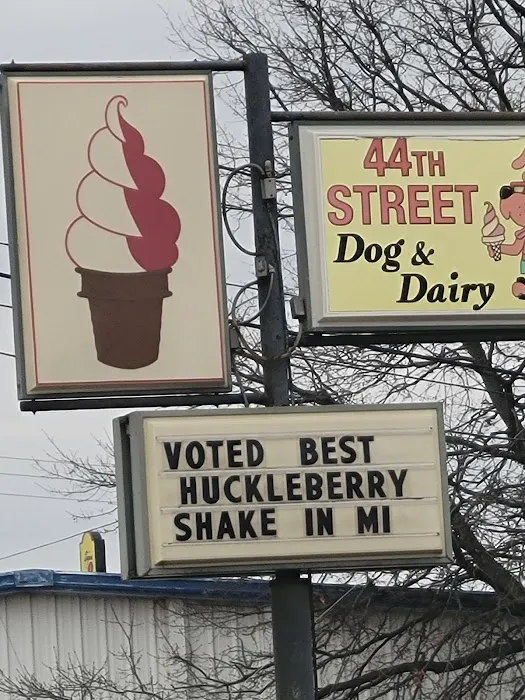 44TH
STREET
Dog &
Dairy
VOTED BEST
HUCKLEBERRY
SHAKE IN MI